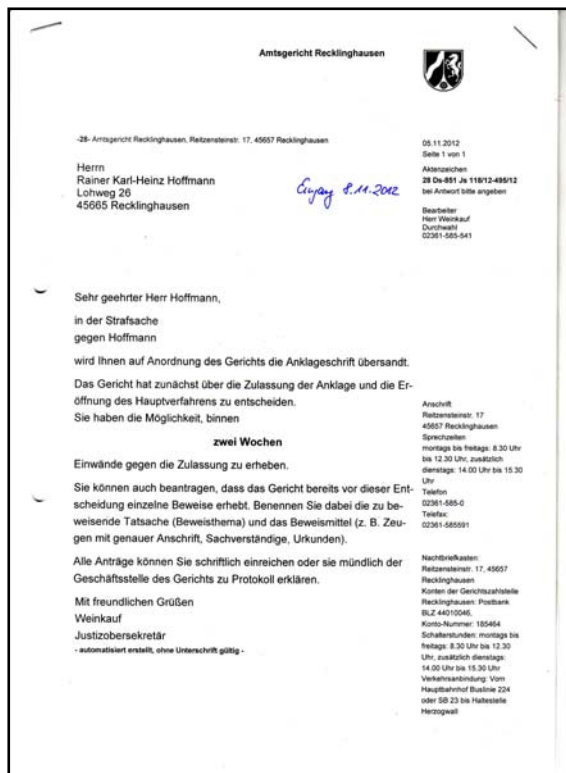 Amtsgericht Recklinghausen
-28- Amtsgericht Recklinghausen, Reitzensteinstr. 17, 45657 Recklinghausen
Herrn
Rainer Karl-Heinz Hoffmann
Lohweg 26
45665 Recklinghausen
Eingang 8.11.2012
05.11.2012
Seite 1 von 1
Aktenzeichen
28 Ds-851 Js 118/12-495/12
bei Antwort bitte angeben
Bearbeiter
Herr Weinkauf
Durchwahl
02361-585-541
Sehr geehrter Herr Hoffmann,
in der Strafsache
gegen Hoffmann
wird Ihnen auf Anordnung des Gerichts die Anklageschrift übersandt.
Das Gericht hat zunächst über die Zulassung der Anklage und die Er-
öffnung des Hauptverfahrens zu entscheiden.
Sie haben die Möglichkeit, binnen
zwei Wochen
Einwände gegen die Zulassung zu erheben.
Sie können auch beantragen, dass das Gericht bereits vor dieser Ent-
scheidung einzelne Beweise erhebt. Benennen Sie dabei die zu be-
weisende Tatsache (Beweisthema) und das Beweismittel (z. B. Zeu-
gen mit genauer Anschrift, Sachverständige, Urkunden).
Alle Anträge können Sie schriftlich einreichen oder sie mündlich der
Geschäftsstelle des Gerichts zu Protokoll erklären.
Mit freundlichen Grüßen
Weinkauf
Justizobersekretär
- automatisiert erstellt, ohne Unterschrift gültig -
Anschrift
Reitzensteinstr. 17
45657 Recklinghausen
Sprechzeiten
montags bis freitags: 8.30 Uhr
bis 12.30 Uhr, zusätzlich
dienstags: 14.00 Uhr bis 15.30
Uhr
Telefon
02361-585-0
Telefax:
02361-585591
Nachtbriefkasten:
Reitzensteinstr. 17, 45657
Recklinghausen
Konten der Gerichtszahlstelle
Recklinghausen: Postbank
BLZ 44010046,
Konto-Nummer: 185464
Schalterstunden: montags bis
freitags: 8.30 Uhr bis 12.30
Uhr, zusätzlich dienstags:
14.00 Uhr bis 15.30 Uhr
Verkehrsanbindung: Vom
Hauptbahnhof Buslinie 224
oder SB 23 bis Haltestelle
Herzogwall